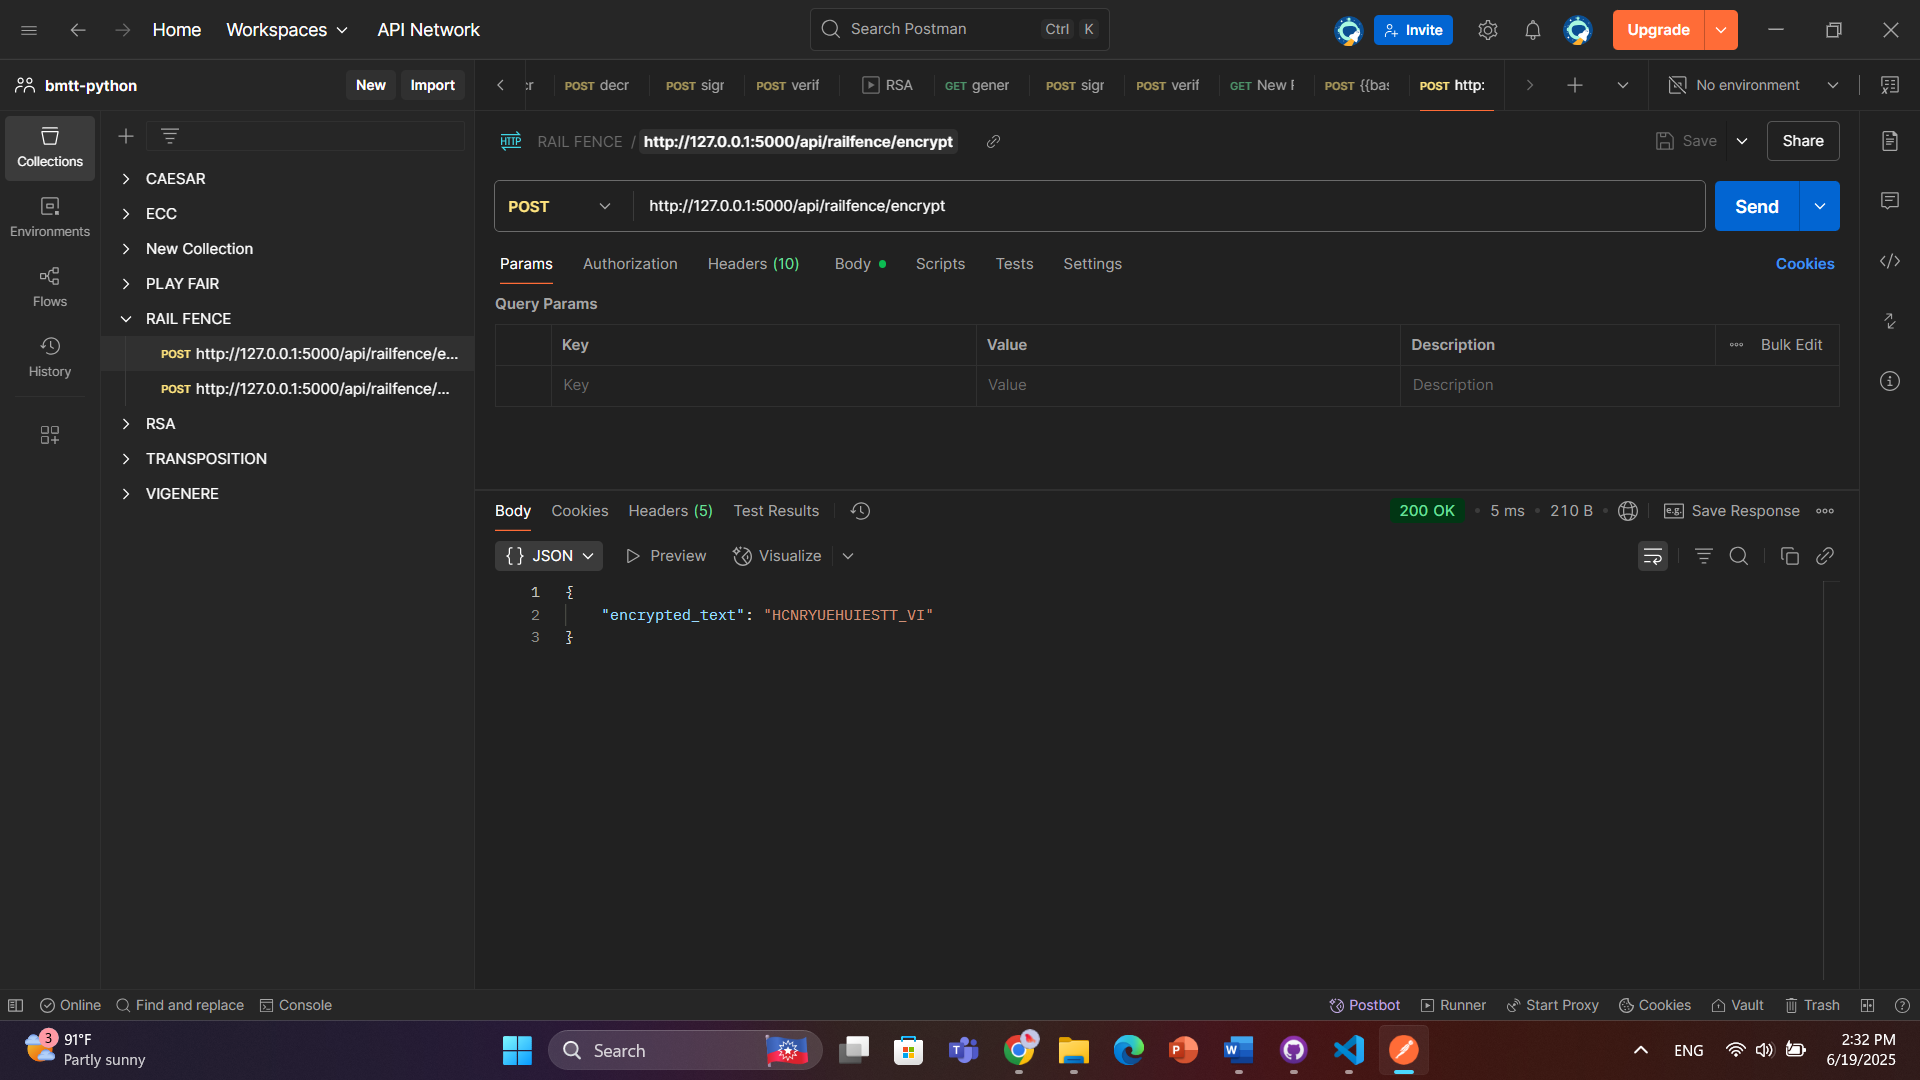 Home Workspaces API Network Search Postman Ctrl K Invite Upgrade
bmtt-python New Import cr POST decr POST sigr POST verif RSA GET gener POST sigr POST verif GET New F POST {{bas POST http: No environment
Collections
Environments
Flows
History
CAESAR
ECC
New Collection
PLAY FAIR
RAIL FENCE
POST http://127.0.0.1:5000/api/railfence/e...
POST http://127.0.0.1:5000/api/railfence/...
RSA
TRANSPOSITION
VIGENERE
HTTP RAIL FENCE / http://127.0.0.1:5000/api/railfence/encrypt Save Share
POST http://127.0.0.1:5000/api/railfence/encrypt Send
Params Authorization Headers (10) Body Scripts Tests Settings Cookies
Query Params
Key Value Description Bulk Edit
Key Value Description
Body Cookies Headers (5) Test Results 200 OK 5 ms 210 B e.g. Save Response
{} JSON Preview Visualize
1 {
2 "encrypted_text": "HCNRYUEHUIESTT_VI"
3 }
Online Find and replace Console Postbot Runner Start Proxy Cookies Vault Trash
3 91°F
Partly sunny
Search
ENG
2:32 PM
6/19/2025